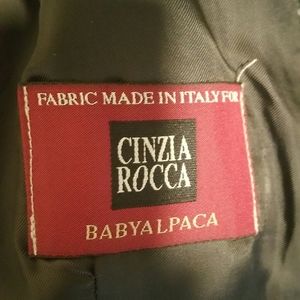 FABRIC MADE IN ITALY FOR
CINZIA
ROCCA
BABYALPACA